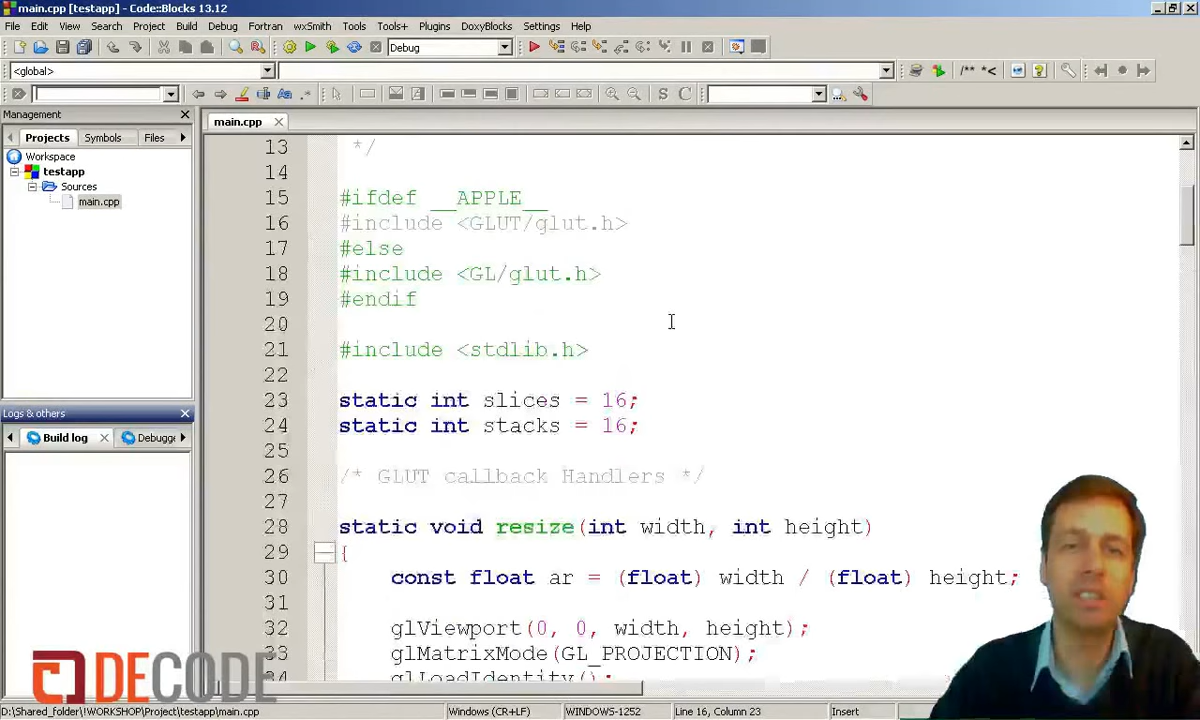 main.cpp [testapp] - Code::Blocks 13.12
File Edit View Search Project Build Debug Fortran wxSmith Tools Tools+ Plugins DoxyBlocks Settings Help
Debug
<global>
/** *<
S C
Management
main.cpp
Projects Symbols Files
Workspace
testapp
Sources
main.cpp
Logs & others
Build log Debugge
13 */
14
15 #ifdef __APPLE__
16 #include <GLUT/glut.h>
17 #else
18 #include <GL/glut.h>
19 #endif
20
21 #include <stdlib.h>
22
23 static int slices = 16;
24 static int stacks = 16;
25
26 /* GLUT callback Handlers */
27
28 static void resize(int width, int height)
29 {
30 const float ar = (float) width / (float) height;
31
32 glViewport(0, 0, width, height);
33 glMatrixMode(GL_PROJECTION);
34 glLoadIdentity();
DECODE
D:\Shared_folder\!WORKSHOP\Project\testapp\main.cpp Windows (CR+LF) WINDOWS-1252 Line 16, Column 23 Insert